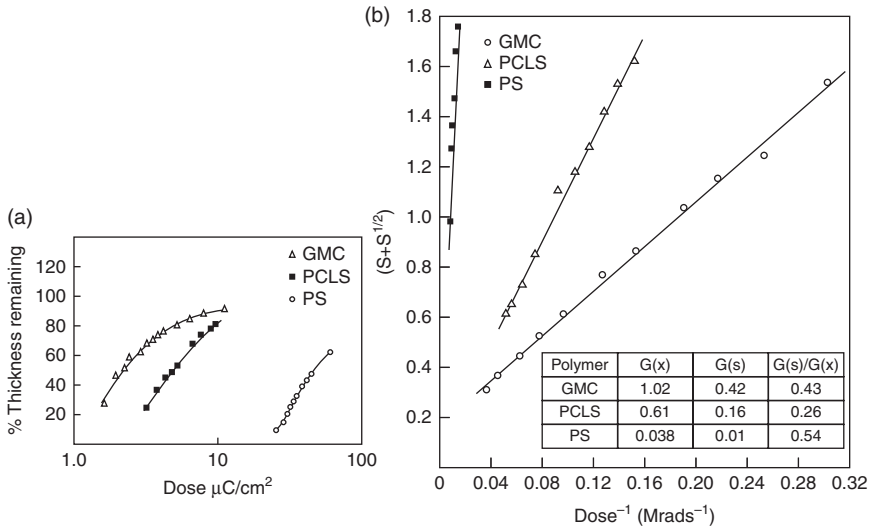 (a)
% Thickness remaining
120
100
80
60
40
20
1.0
10
100
Dose μC/cm²
GMC
PCLS
PS
(b)
(S+S^1/2)
1.8
1.6
1.4
1.2
1.0
0.8
0.6
0.4
0.2
GMC
PCLS
PS
Polymer G(x) G(s) G(s)/G(x)
GMC 1.02 0.42 0.43
PCLS 0.61 0.16 0.26
PS 0.038 0.01 0.54
0 0.04 0.08 0.12 0.16 0.20 0.24 0.28 0.32
Dose⁻¹ (Mrads⁻¹)